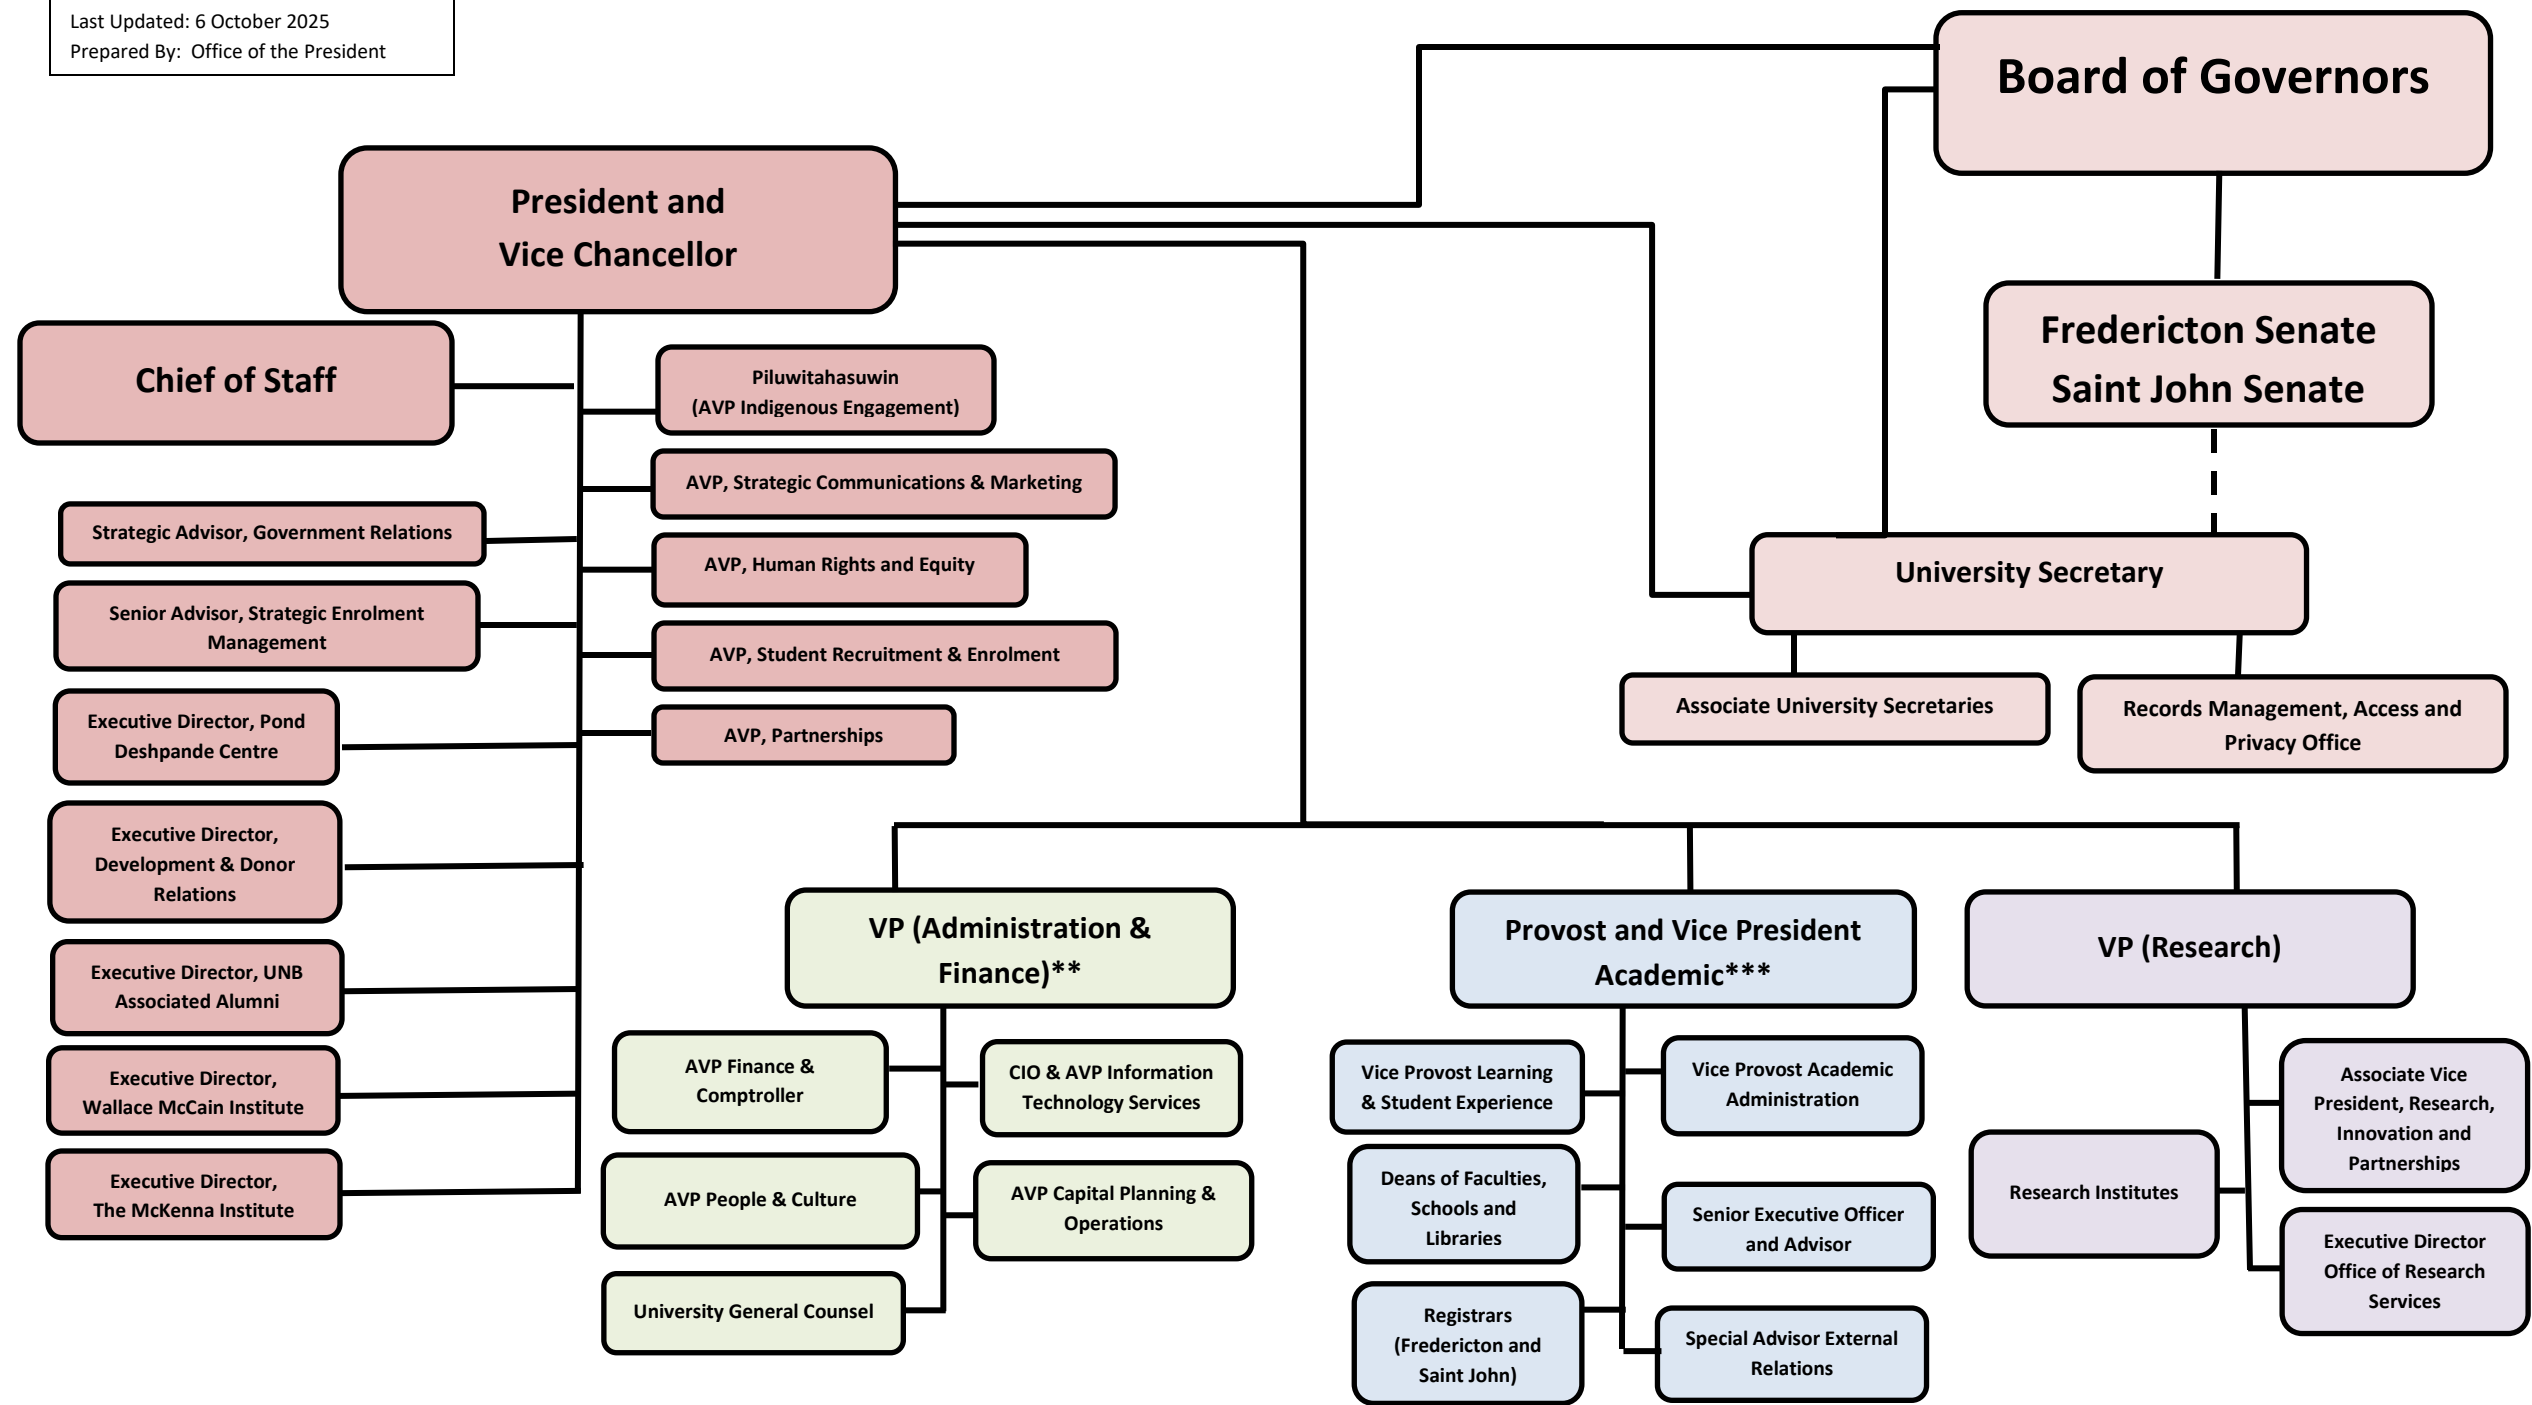 Last Updated: 6 October 2025
Prepared By:  Office of the President
Board of Governors
President and
Vice Chancellor
Fredericton Senate
Saint John Senate
Chief of Staff
Piluwitahasuwin
(AVP Indigenous Engagement)
AVP, Strategic Communications & Marketing
Strategic Advisor, Government Relations
AVP, Human Rights and Equity
University Secretary
Senior Advisor, Strategic Enrolment
Management
AVP, Student Recruitment & Enrolment
Associate University Secretaries
Records Management, Access and
Privacy Office
Executive Director, Pond
Deshpande Centre
AVP, Partnerships
Executive Director,
Development & Donor
Relations
Executive Director, UNB
Associated Alumni
Executive Director,
Wallace McCain Institute
Executive Director,
The McKenna Institute
VP (Administration &
Finance)**
AVP Finance &
Comptroller
CIO & AVP Information
Technology Services
AVP People & Culture
AVP Capital Planning &
Operations
University General Counsel
Provost and Vice President
Academic***
Vice Provost Learning
& Student Experience
Vice Provost Academic
Administration
Deans of Faculties,
Schools and
Libraries
Senior Executive Officer
and Advisor
Registrars
(Fredericton and
Saint John)
Special Advisor External
Relations
VP (Research)
Associate Vice
President, Research,
Innovation and
Partnerships
Research Institutes
Executive Director
Office of Research
Services